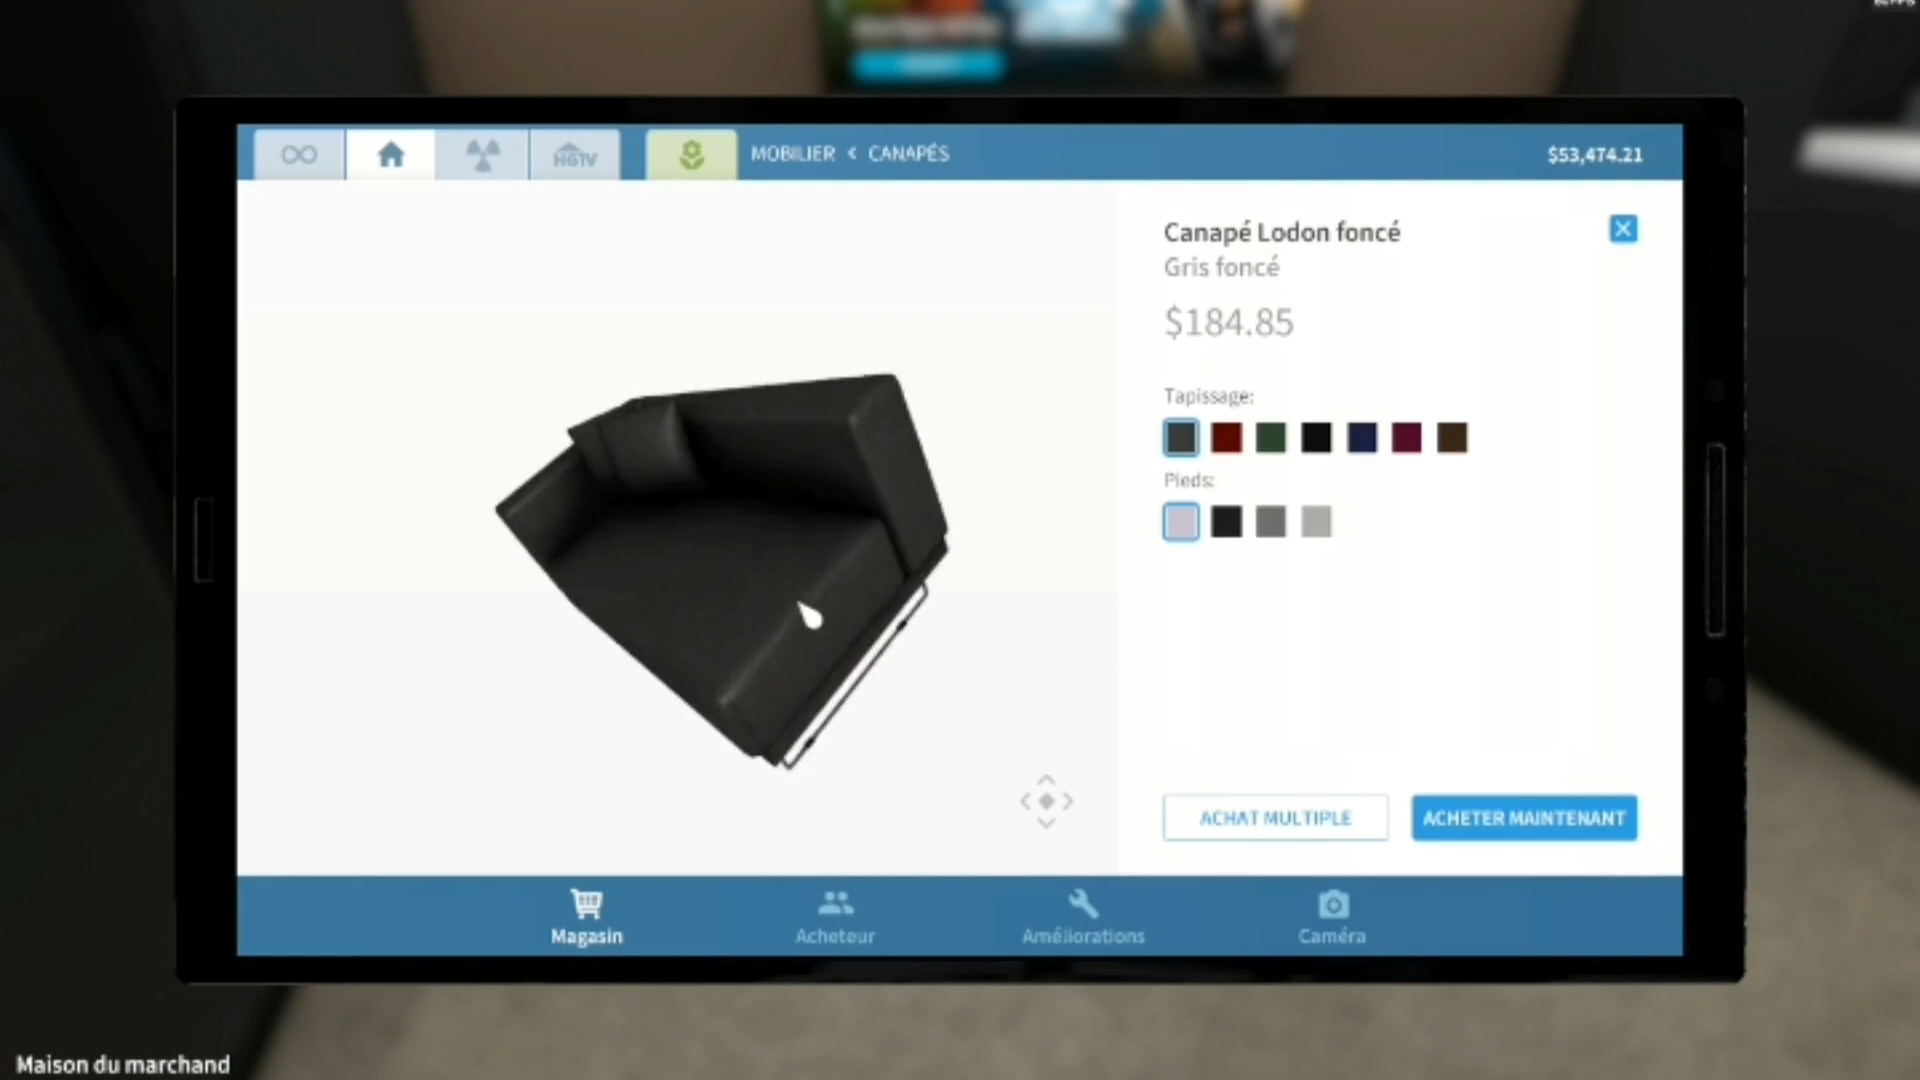 HGTV
MOBILIER < CANAPÉS
$53,474.21
Canapé Lodon foncé
Gris foncé
$184.85
Tapissage:
Pieds:
ACHAT MULTIPLE
ACHETER MAINTENANT
Magasin
Acheteur
Améliorations
Caméra
Maison du marchand